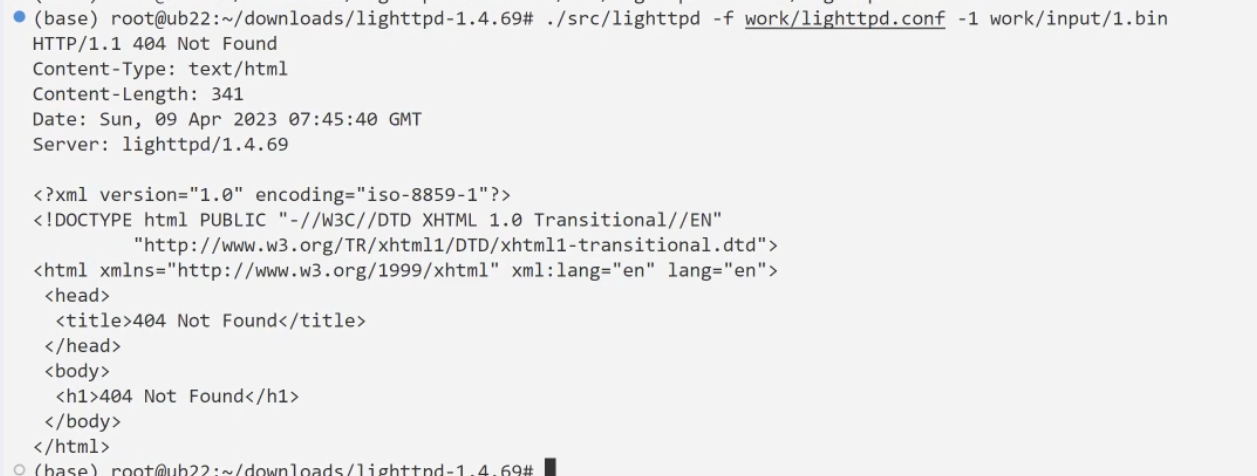 (base) root@ub22:~/downloads/lighttpd-1.4.69# ./src/lighttpd -f work/lighttpd.conf -1 work/input/1.bin
HTTP/1.1 404 Not Found
Content-Type: text/html
Content-Length: 341
Date: Sun, 09 Apr 2023 07:45:40 GMT
Server: lighttpd/1.4.69

<?xml version="1.0" encoding="iso-8859-1"?>
<!DOCTYPE html PUBLIC "-//W3C//DTD XHTML 1.0 Transitional//EN"
         "http://www.w3.org/TR/xhtml1/DTD/xhtml1-transitional.dtd">
<html xmlns="http://www.w3.org/1999/xhtml" xml:lang="en" lang="en">
 <head>
  <title>404 Not Found</title>
 </head>
 <body>
  <h1>404 Not Found</h1>
 </body>
</html>
(base) root@ub22:~/downloads/lighttpd-1.4.69#